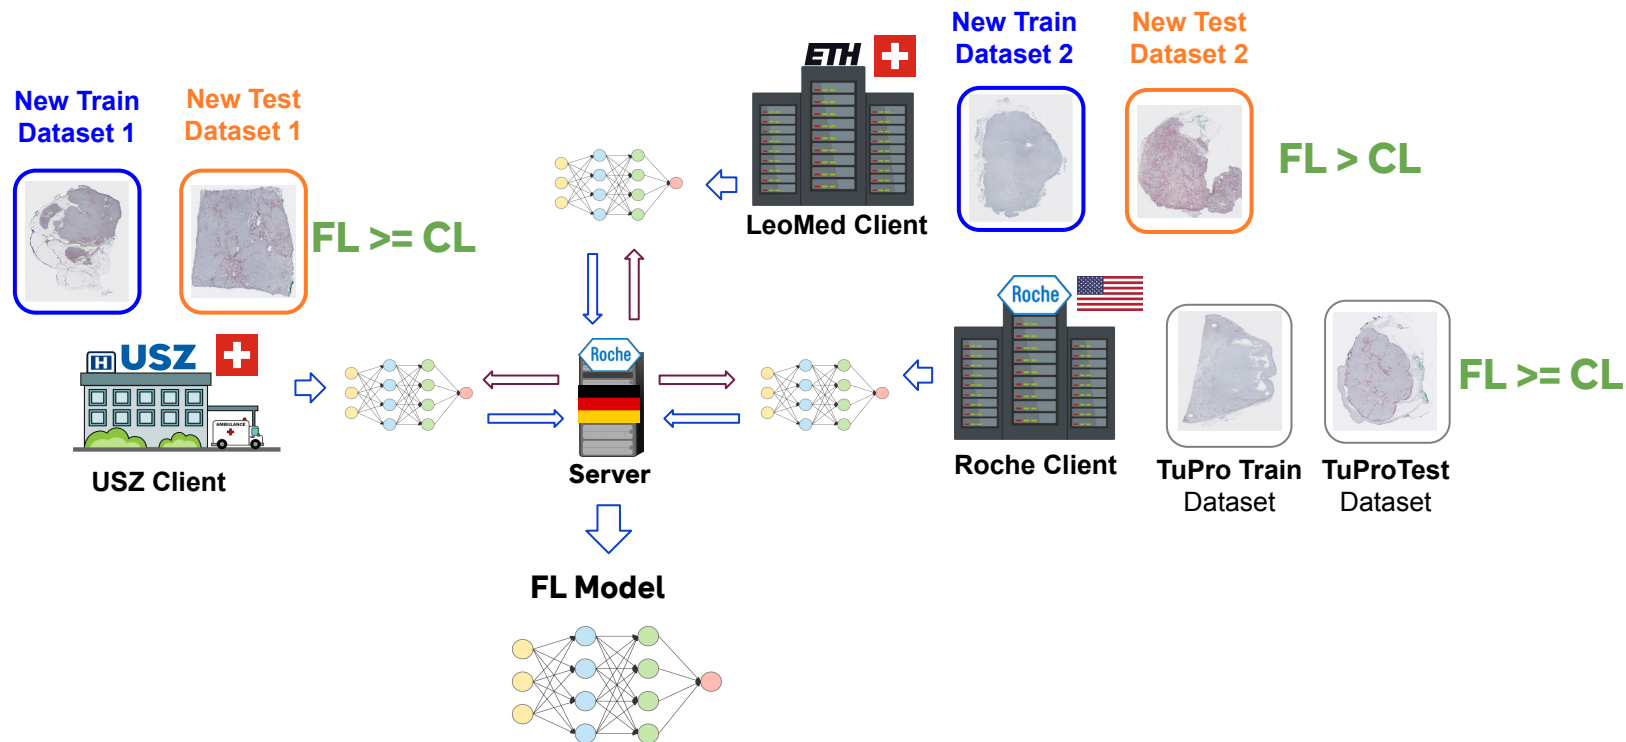 New Train
Dataset 1
New Test
Dataset 1
FL >= CL
H
USZ
AMBULANCE
USZ Client
ETH
LeoMed Client
New Train
Dataset 2
New Test
Dataset 2
FL > CL
Roche
Server
Roche
Roche Client
TuPro Train
Dataset
TuProTest
Dataset
FL >= CL
FL Model